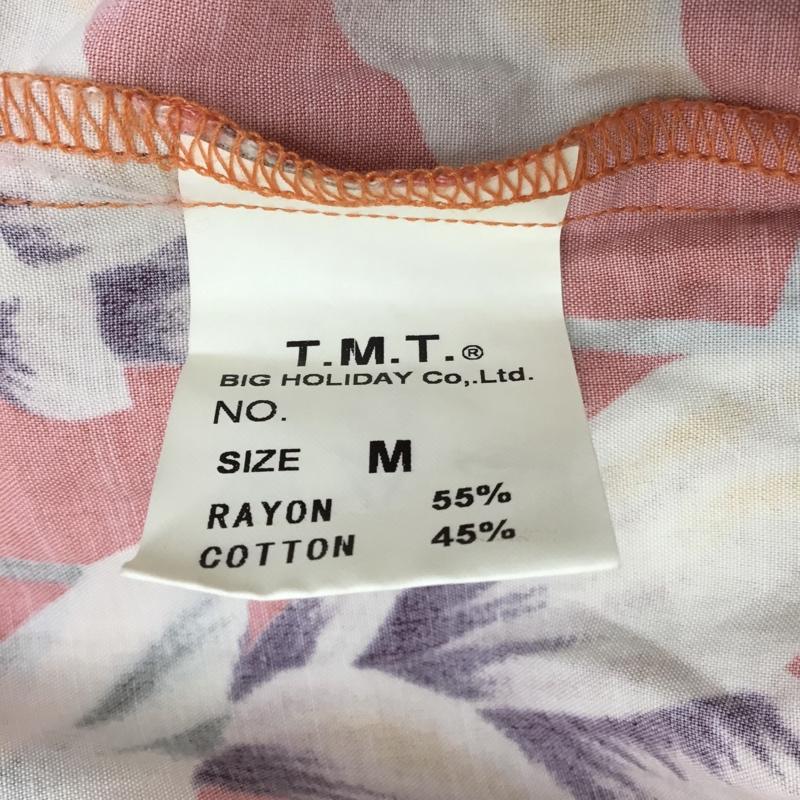 T.M.T.®
BIG HOLIDAY Co,.Ltd.
NO.
SIZE M
RAYON 55%
COTTON 45%